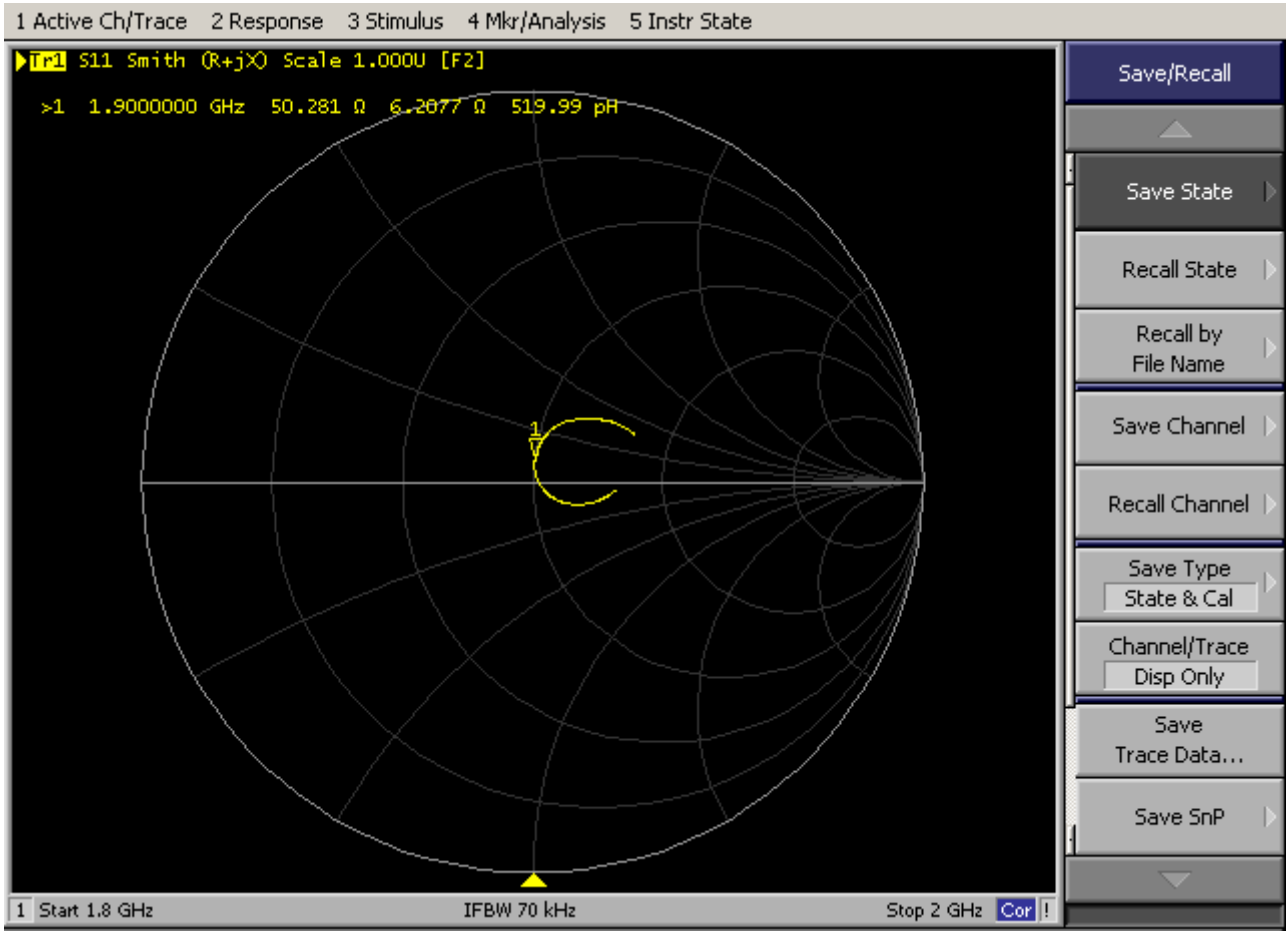 1 Active Ch/Trace 2 Response 3 Stimulus 4 Mkr/Analysis 5 Instr State
Tr1 S11 Smith (R+jX) Scale 1.000U [F2]
>1 1.9000000 GHz 50.281 Ω 6.2077 Ω 519.99 pH
1
1 Start 1.8 GHz IFBW 70 kHz Stop 2 GHz Cor !
Save/Recall
Save State
Recall State
Recall by
File Name
Save Channel
Recall Channel
Save Type
State & Cal
Channel/Trace
Disp Only
Save
Trace Data...
Save SnP